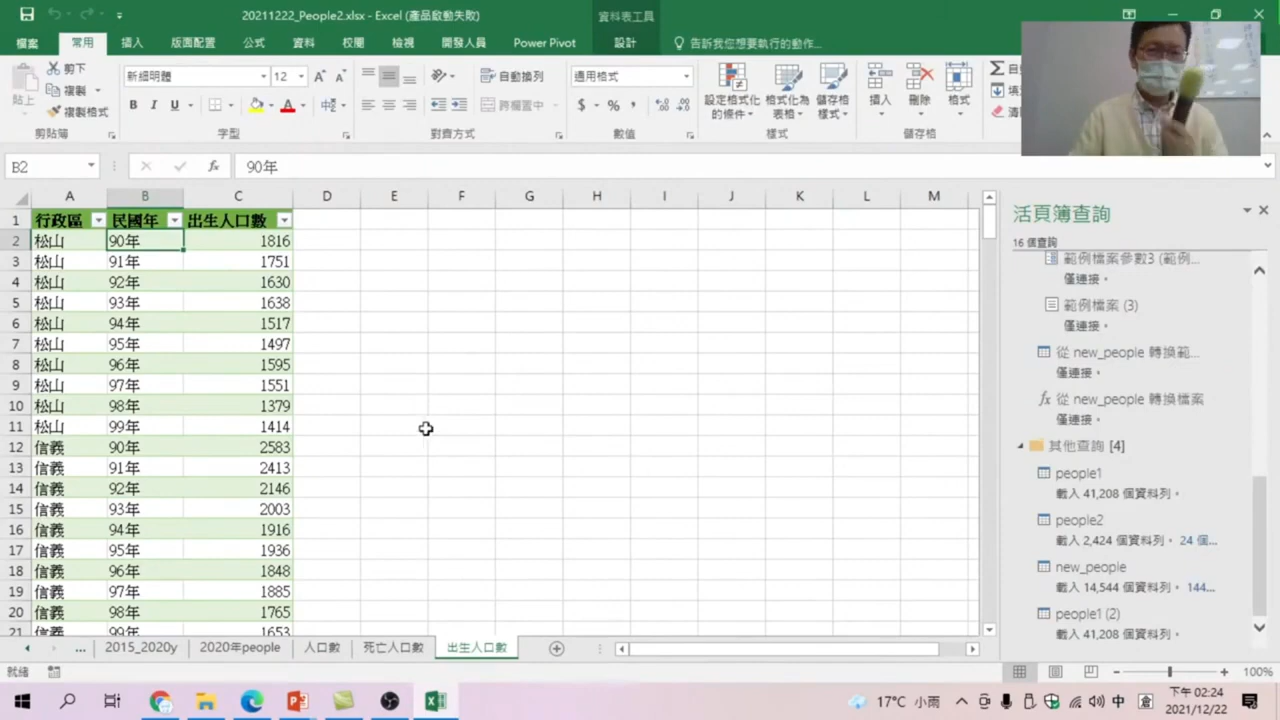 20211222_People2.xlsx - Excel (產品啟動失敗)
資料表工具
檔案 常用 插入 版面配置 公式 資料 校閱 檢視 開發人員 Power Pivot 設計 告訴我您想要執行的動作...
貼上
剪下
複製
複製格式
剪貼簿
新細明體 12
B I U
字型
自動換列
跨欄置中
對齊方式
通用格式
$ % ,
數值
設定格式化的條件
格式化為表格
儲存格樣式
樣式
插入 刪除 格式
儲存格
B2 fx 90年
A B C D E F G H I J K L M
1 行政區 民國年 出生人口數
2 松山 90年 1816
3 松山 91年 1751
4 松山 92年 1630
5 松山 93年 1638
6 松山 94年 1517
7 松山 95年 1497
8 松山 96年 1595
9 松山 97年 1551
10 松山 98年 1379
11 松山 99年 1414
12 信義 90年 2583
13 信義 91年 2413
14 信義 92年 2146
15 信義 93年 2003
16 信義 94年 1916
17 信義 95年 1936
18 信義 96年 1848
19 信義 97年 1885
20 信義 98年 1765
21 信義 99年 1653
活頁簿查詢
16 個查詢
範例檔案參數3 (範例...
僅連接。
範例檔案 (3)
僅連接。
從 new_people 轉換範...
僅連接。
fx 從 new_people 轉換檔案
僅連接。
其他查詢 [4]
people1
載入 41,208 個資料列。
people2
載入 2,424 個資料列。 24 個...
new_people
載入 14,544 個資料列。 144...
people1 (2)
載入 41,208 個資料列。
... 2015_2020y 2020年people 人口數 死亡人口數 出生人口數
就緒
100%
17°C 小雨
中
倉
下午 02:24
2021/12/22